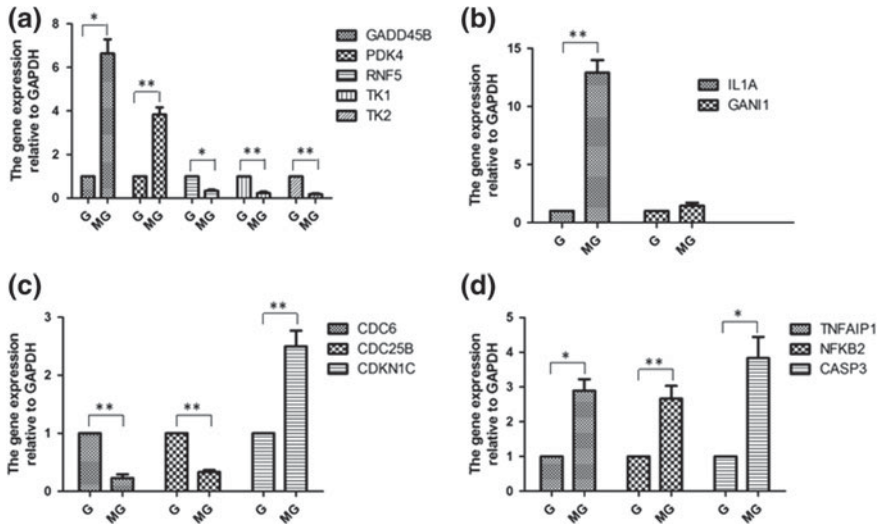 (a)
The gene expression
relative to GAPDH
8
6
4
2
0
*
**
*
**
**
G
MG
G
MG
G
MG
G
MG
G
MG
GADD45B
PDK4
RNF5
TK1
TK2
(b)
The gene expression
relative to GAPDH
15
10
5
0
**
G
MG
G
MG
IL1A
GANI1
(c)
The gene expression
relative to GAPDH
3
2
1
0
**
**
**
G
MG
G
MG
G
MG
CDC6
CDC25B
CDKN1C
(d)
The gene expression
relative to GAPDH
5
4
3
2
1
0
*
**
*
G
MG
G
MG
G
MG
TNFAIP1
NFKB2
CASP3